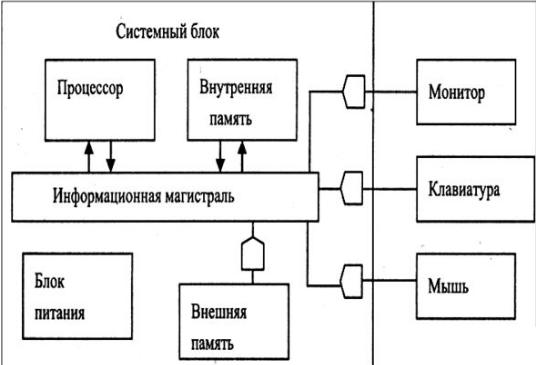 Системный блок
Процессор
Внутренняя
память
Монитор
Информационная магистраль
Клавиатура
Блок
питания
Внешняя
память
Мышь